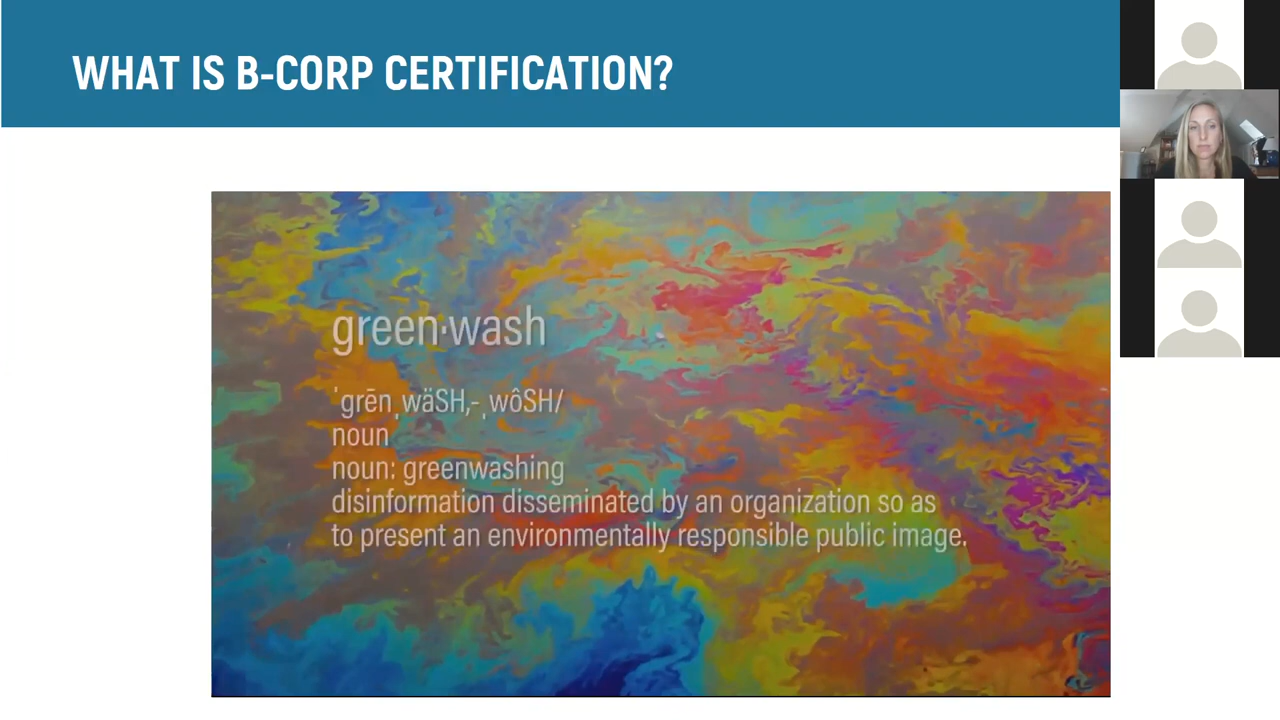 WHAT IS B-CORP CERTIFICATION?
green·wash
ˈgrēnˌwäSH,-ˌwôSH/
noun
noun: greenwashing
disinformation disseminated by an organization so as
to present an environmentally responsible public image.